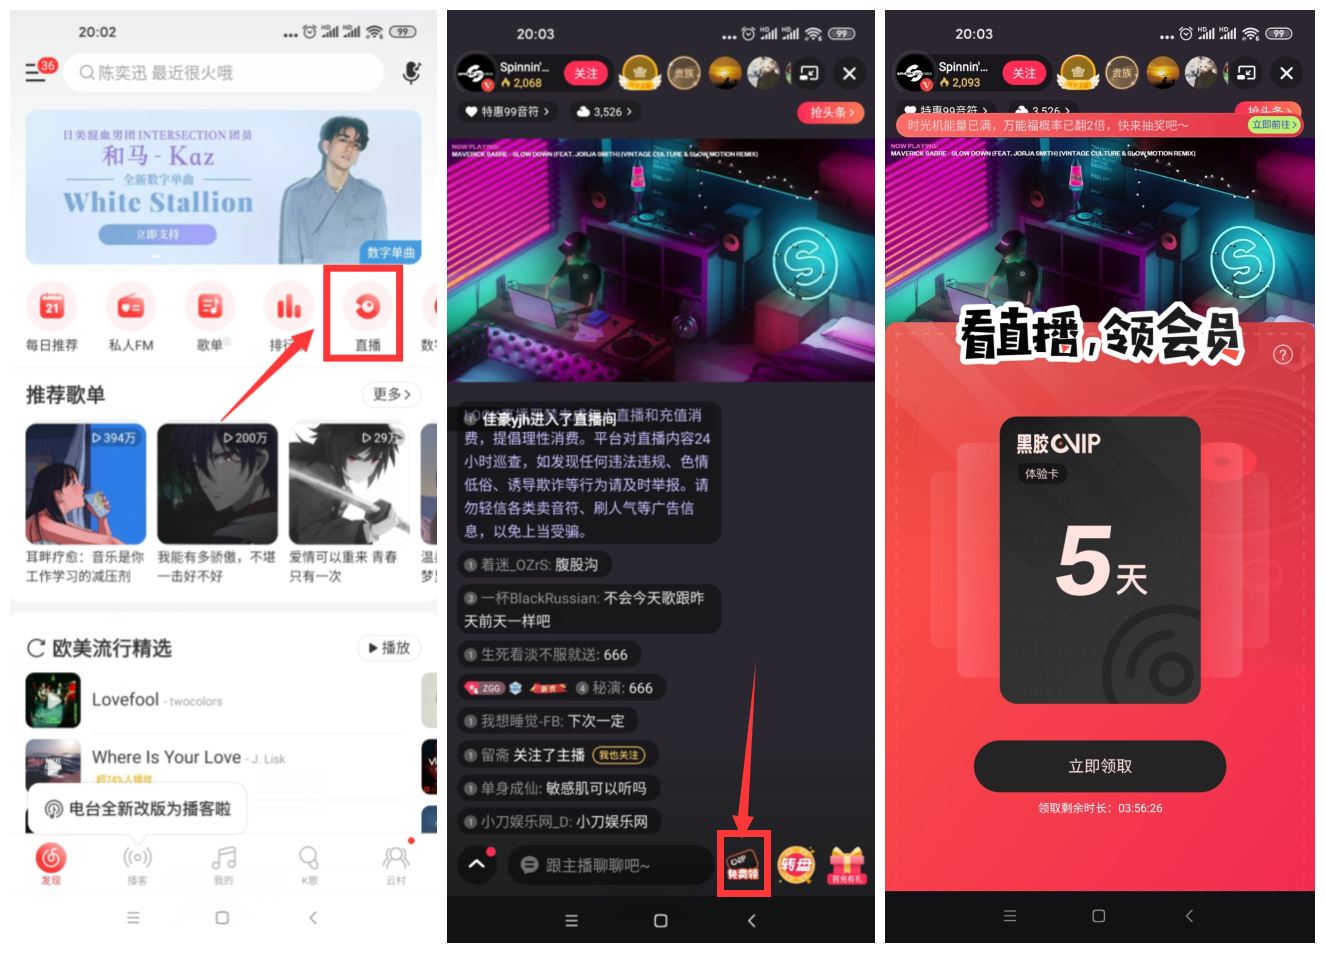 20:02
HD
HD
99
36
陈奕迅 最近很火哦
日美混血男团 INTERSECTION 团员
和马 - Kaz
全新数字单曲
White Stallion
立即支持
数字单曲
21
每日推荐
私人FM
歌单
直播
推荐歌单
更多
394万
200万
29万
耳畔疗愈：音乐是你
工作学习的减压剂
我能有多骄傲，不堪
一击好不好
爱情可以重来 青春
只有一次
欧美流行精选
播放
Lovefool - twocolors
Where Is Your Love - J. Lisk
超74%人播放
电台全新改版为播客啦
发现
播客
我的
K歌
云村
20:03
HD
HD
99
Spinnin'...
2,068
关注
贵族
特惠99音符
3,526
抢头条
NOW PLAYING:
MAVERICK SABRE - SLOW DOWN (FEAT. JORJA SMITH) [VINTAGE CULTURE & SLOW MOTION REMIX]
1 佳豪yjh进入了直播间
直播和充值消
费，提倡理性消费。平台对直播内容24
小时巡查，如发现任何违法违规、色情
低俗、诱导欺诈等行为请及时举报。请
勿轻信各类卖音符、刷人气等广告信
息，以免上当受骗。
1 着迷_OZrS: 腹股沟
3 一杯BlackRussian: 不会今天歌跟昨
天前天一样吧
1 生死看淡不服就送: 666
ZGG 4 秘演: 666
1 我想睡觉-FB: 下次一定
1 留斋 关注了主播 我也关注
1 单身成仙: 敏感肌可以听吗
1 小刀娱乐网_D: 小刀娱乐网
跟主播聊聊吧~
CVIP
免费领
转盘
首充有礼
20:03
HD
HD
99
Spinnin'...
2,093
关注
贵族
特惠99音符
3,526
抢头条
时光机能量已满，万能福概率已翻2倍，快来抽奖吧~
立即前往
NOW PLAYING:
MAVERICK SABRE - SLOW DOWN (FEAT. JORJA SMITH) [VINTAGE CULTURE & SLOW MOTION REMIX]
看直播，领会员
?
黑胶CVIP
体验卡
5天
立即领取
领取剩余时长：03:56:26